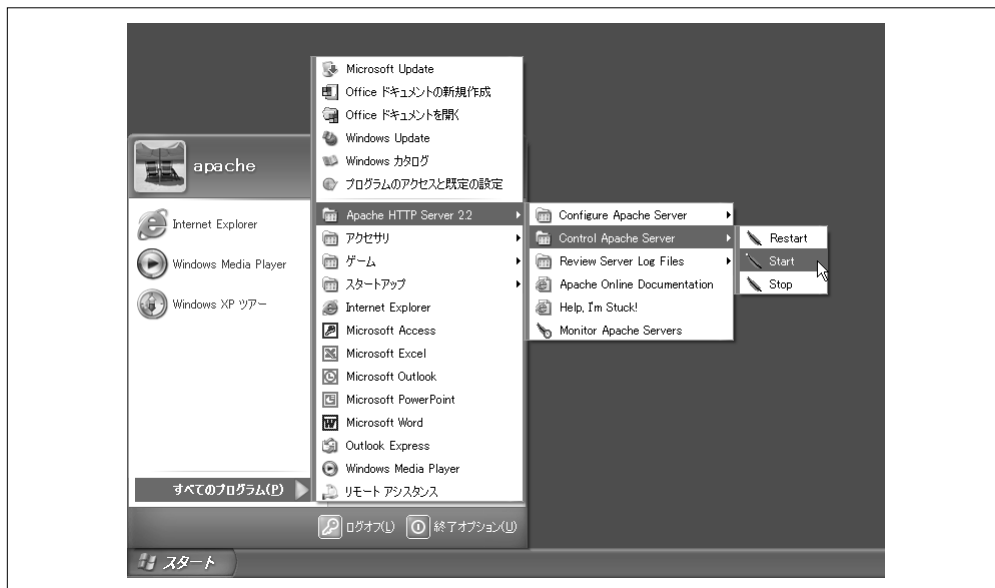 apache
Internet Explorer
Windows Media Player
Windows XP ツアー
すべてのプログラム(P)
Microsoft Update
Office ドキュメントの新規作成
Office ドキュメントを開く
Windows Update
Windows カタログ
プログラムのアクセスと既定の設定
Apache HTTP Server 2.2
アクセサリ
ゲーム
スタートアップ
Internet Explorer
Microsoft Access
Microsoft Excel
Microsoft Outlook
Microsoft PowerPoint
Microsoft Word
Outlook Express
Windows Media Player
リモート アシスタンス
Configure Apache Server
Control Apache Server
Review Server Log Files
Apache Online Documentation
Help, I'm Stuck!
Monitor Apache Servers
Restart
Start
Stop
ログオフ(L)
終了オプション(U)
スタート